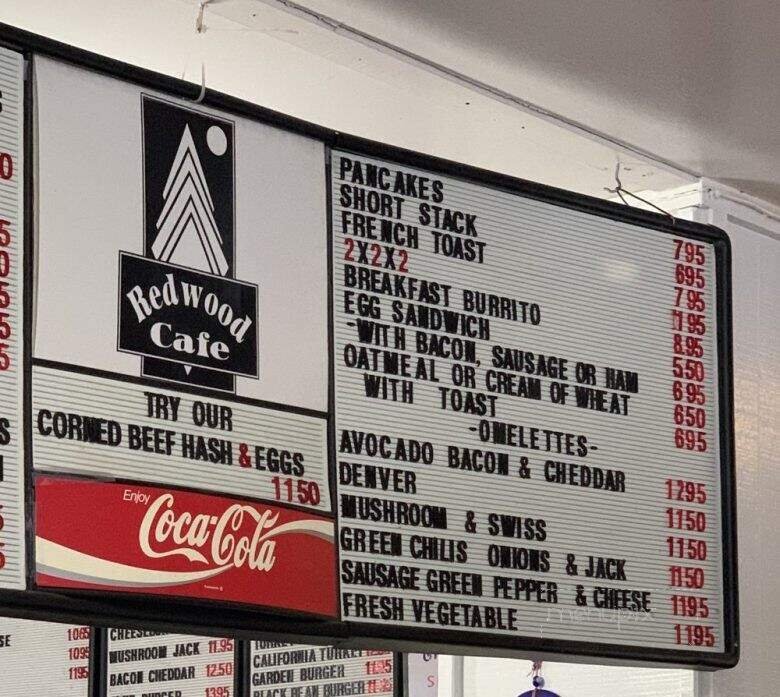 Redwood
Cafe
TRY OUR
CORNED BEEF HASH & EGGS
1150
Enjoy
Coca-Cola
PANCAKES 795
SHORT STACK 695
FRENCH TOAST 795
2X2X2 1195
BREAKFAST BURRITO 895
EGG SANDWICH 550
-WITH BACON, SAUSAGE OR HAM 695
OATMEAL OR CREAM OF WHEAT 650
WITH TOAST 695
-OMELETTES-
AVOCADO BACON & CHEDDAR 1295
DENVER 1150
MUSHROOM & SWISS 1150
GREEN CHILIS ONIONS & JACK 1150
SAUSAGE GREEN PEPPER & CHEESE 1195
FRESH VEGETABLE 1195
menupix
1065
1095
1195
MUSHROOM JACK 11.95
BACON CHEDDAR 12.50
BURGER 1395
CALIFORNIA TURKEY
GARDEN BURGER
BLACK BEAN BURGER